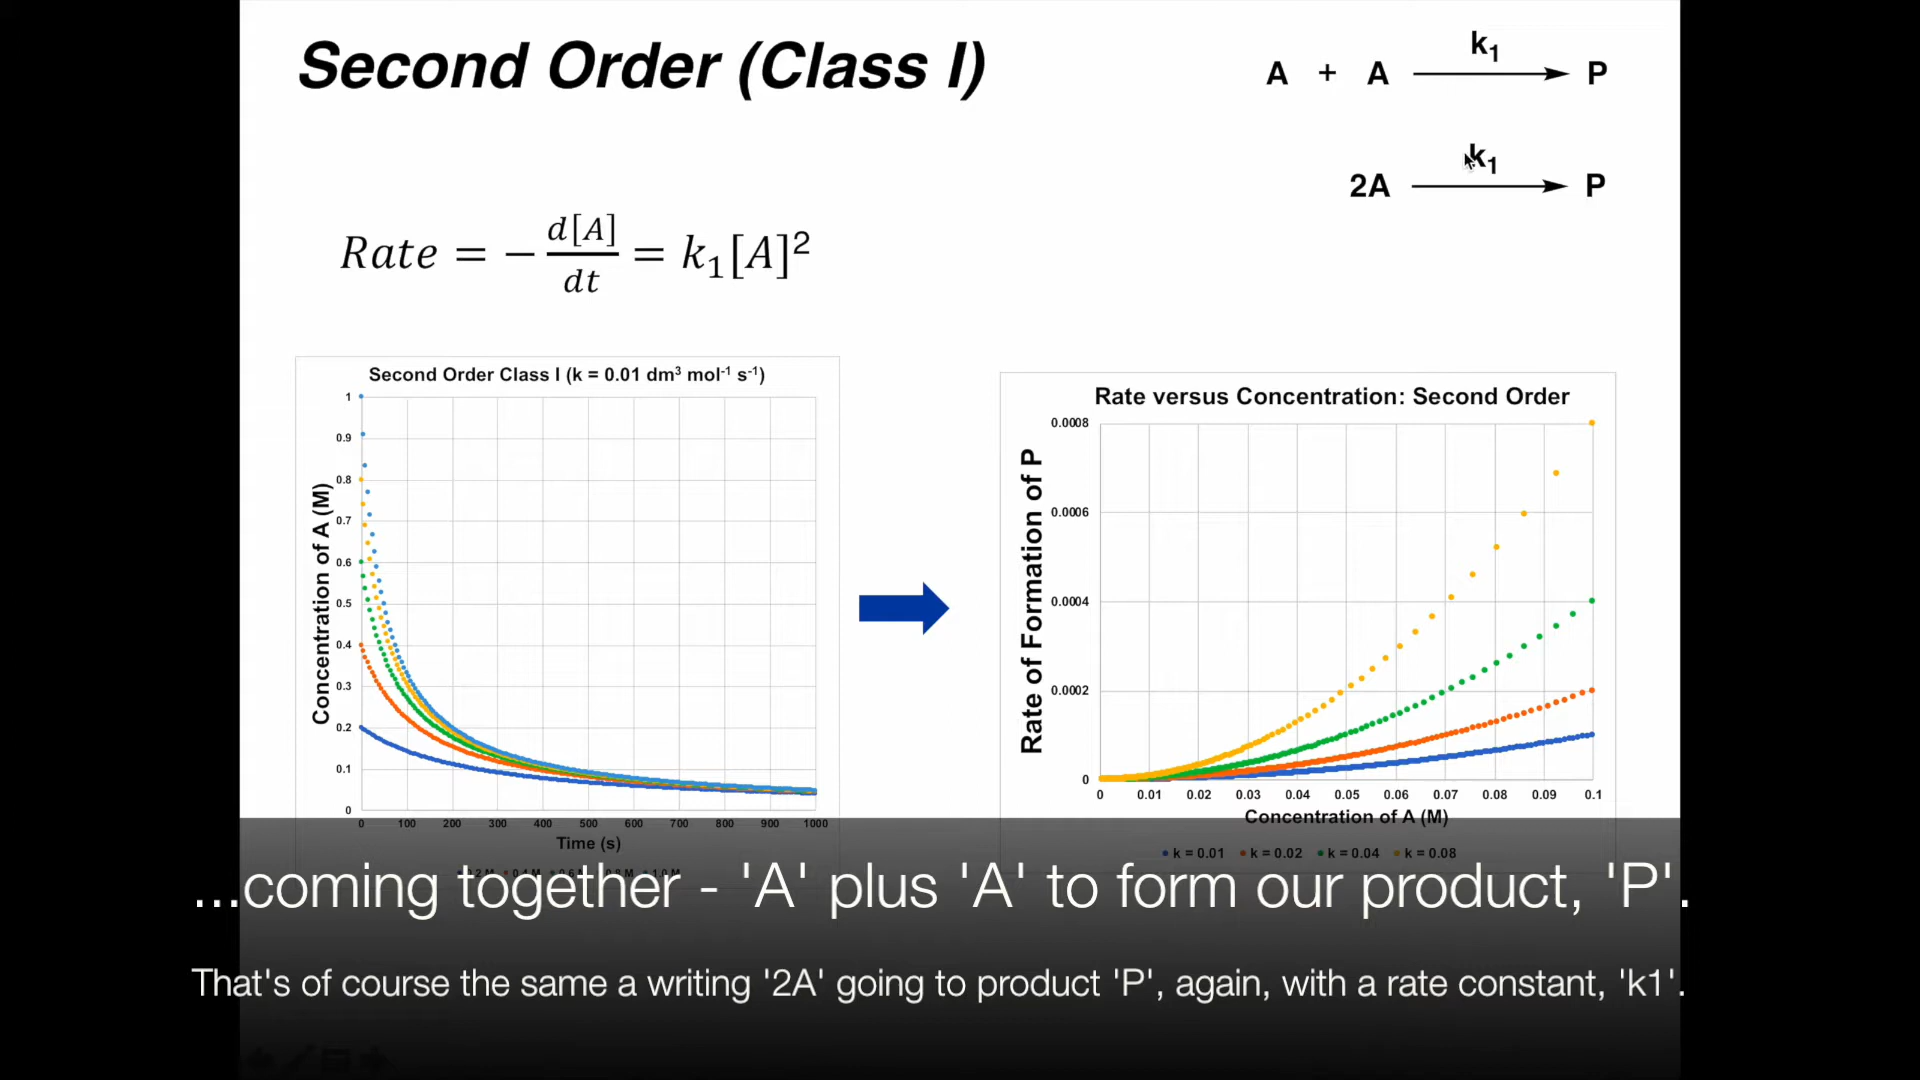 Second Order (Class I)
A + A k₁ P
2A k₁ P
Rate = − d[A]/dt = k₁[A]²
Second Order Class I (k = 0.01 dm³ mol⁻¹ s⁻¹)
Concentration of A (M)
1
0.9
0.8
0.7
0.6
0.5
0.4
0.3
0.2
0.1
0
0 100 200 300 400 500 600 700 800 900 1000
Time (s)
Rate versus Concentration: Second Order
Rate of Formation of P
0.0008
0.0006
0.0004
0.0002
0
0 0.01 0.02 0.03 0.04 0.05 0.06 0.07 0.08 0.09 0.1
Concentration of A (M)
k = 0.01 k = 0.02 k = 0.04 k = 0.08
...coming together - 'A' plus 'A' to form our product, 'P'.
That's of course the same a writing '2A' going to product 'P', again, with a rate constant, 'k1'.